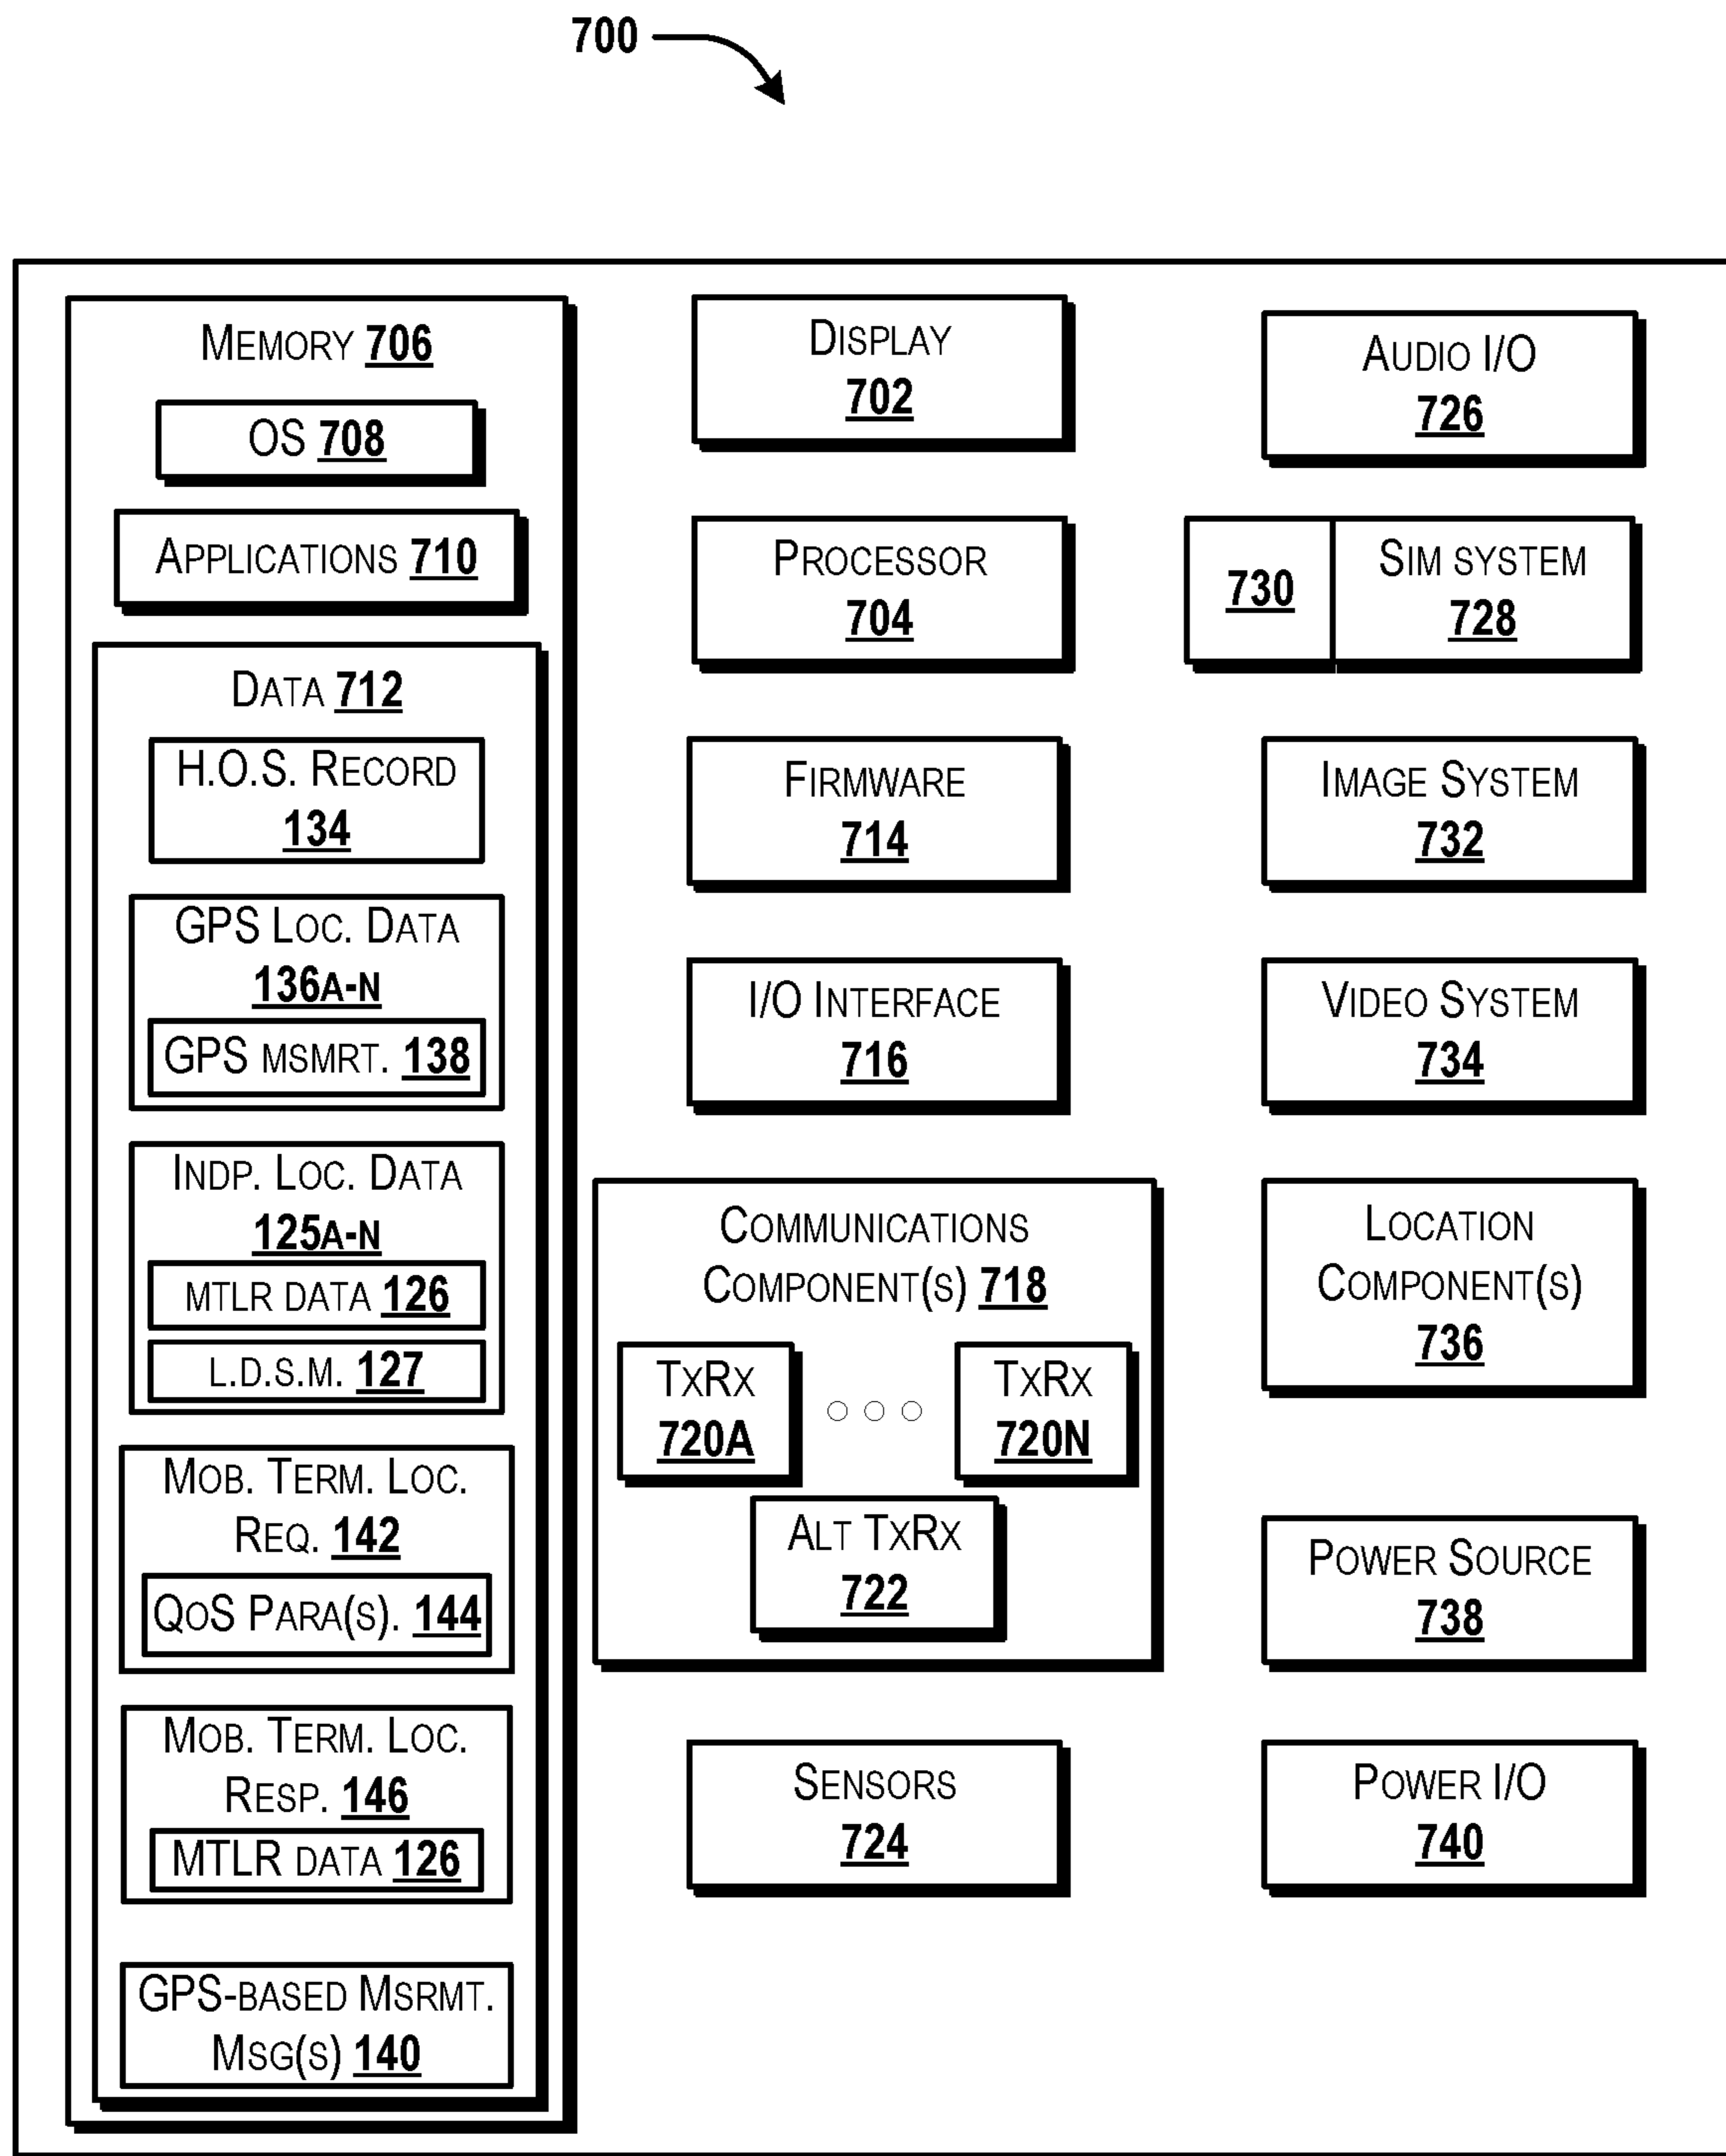 700
MEMORY 706
OS 708
APPLICATIONS 710
DATA 712
H.O.S. RECORD
134
GPS LOC. DATA
136A-N
GPS MSMRT. 138
INDP. LOC. DATA
125A-N
MTLR DATA 126
L.D.S.M. 127
MOB. TERM. LOC.
REQ. 142
QOS PARA(S). 144
MOB. TERM. LOC.
RESP. 146
MTLR DATA 126
GPS-BASED MSRMT.
MSG(S) 140
DISPLAY
702
PROCESSOR
704
FIRMWARE
714
I/O INTERFACE
716
COMMUNICATIONS
COMPONENT(S) 718
TXRX
720A
TXRX
720N
ALT TXRX
722
SENSORS
724
AUDIO I/O
726
730
SIM SYSTEM
728
IMAGE SYSTEM
732
VIDEO SYSTEM
734
LOCATION
COMPONENT(S)
736
POWER SOURCE
738
POWER I/O
740